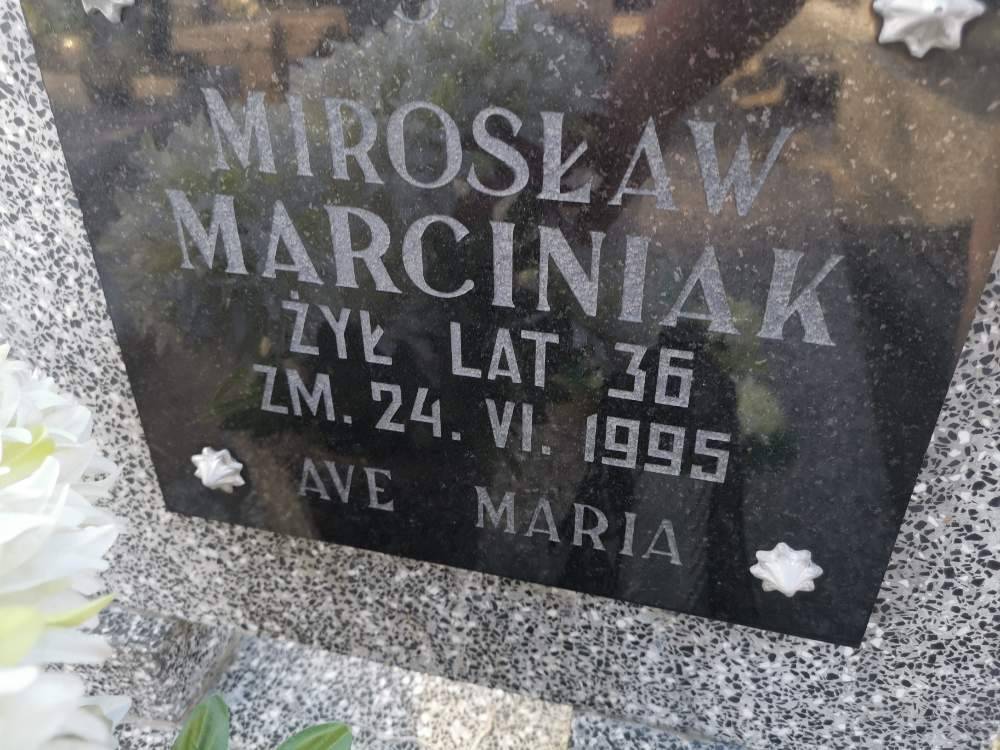 MIROSŁAW
MARCINIAK
ŻYŁ LAT 36
ZM. 24. VI. 1995
AVE MARIA